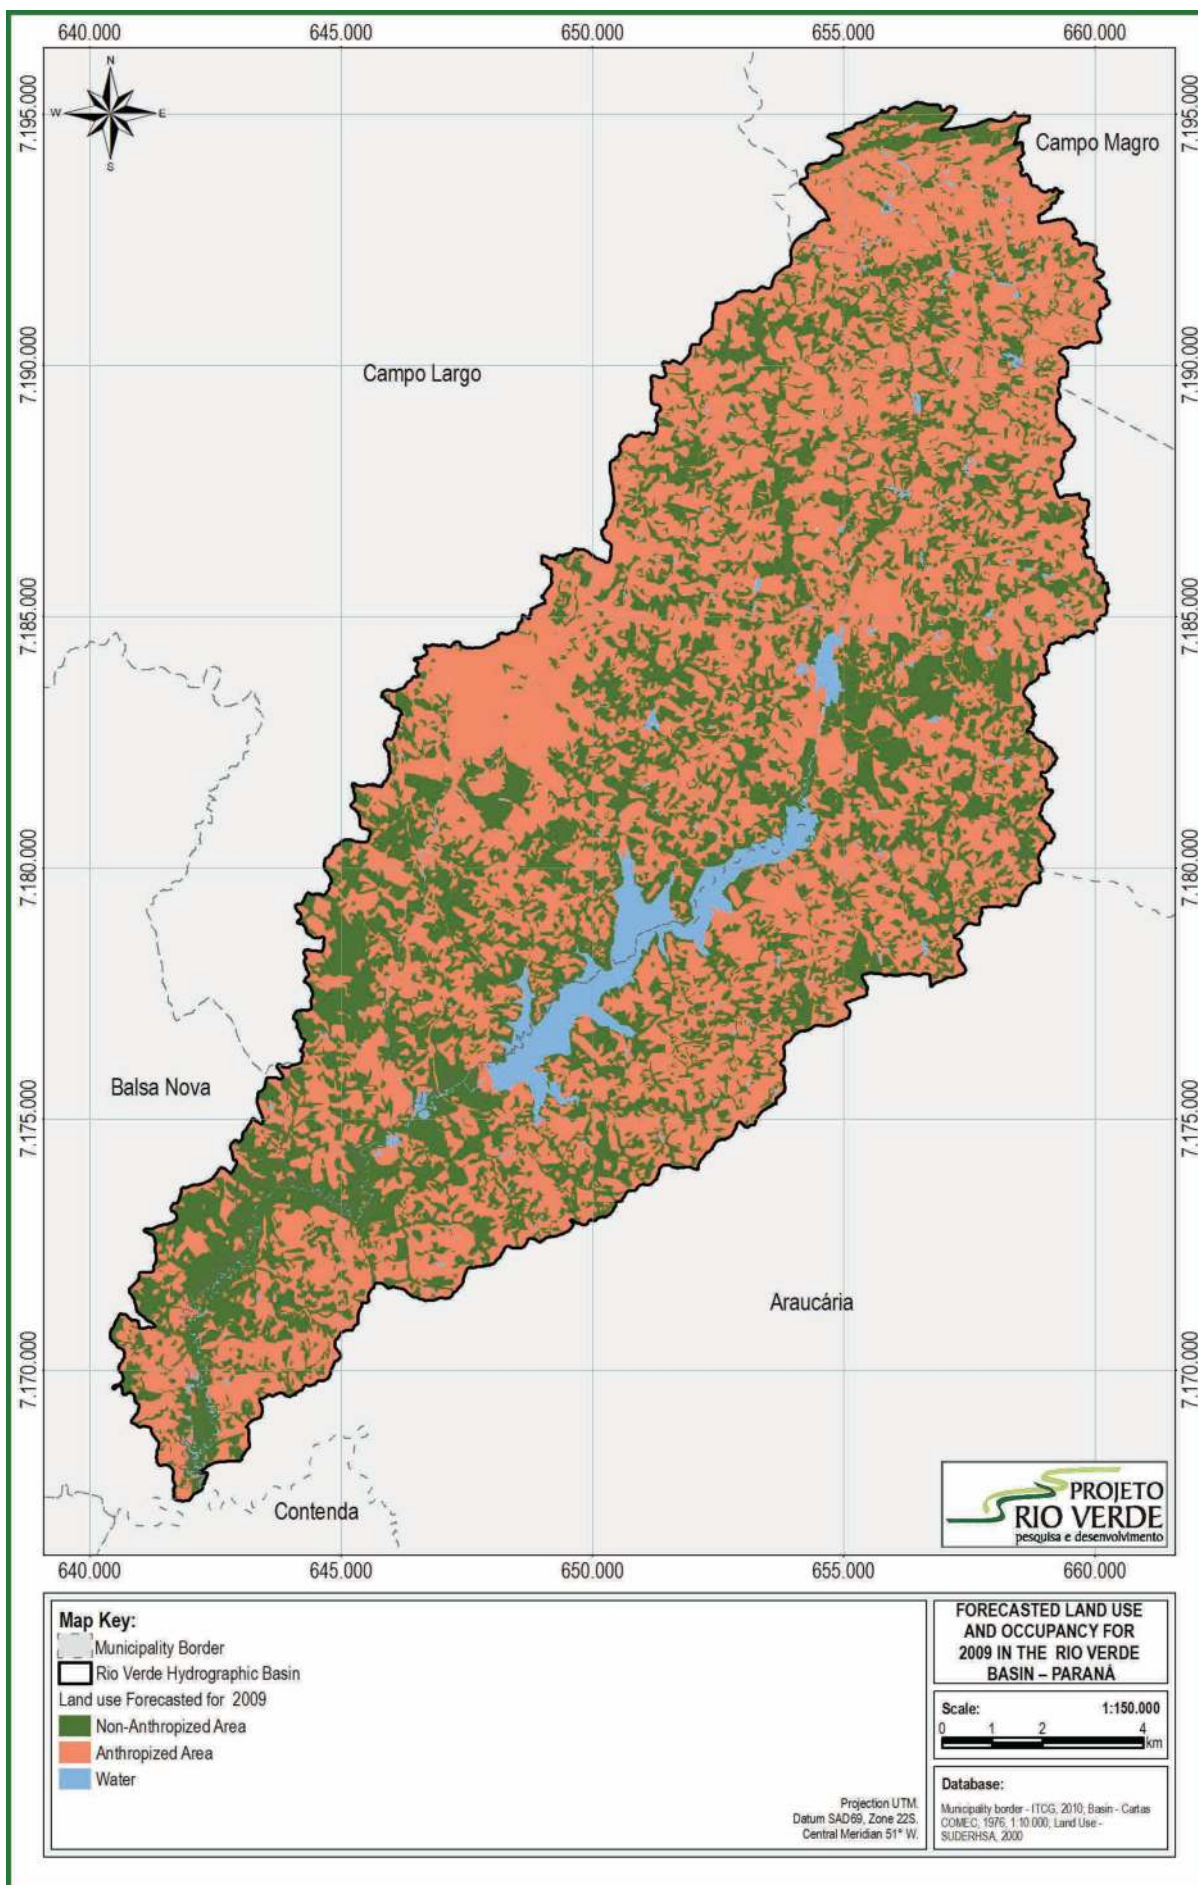 640.000 645.000 650.000 655.000 660.000
7.195.000 7.195.000
N
W E
S
Campo Magro
7.190.000 7.190.000
Campo Largo
7.185.000 7.185.000
7.180.000 7.180.000
Balsa Nova
7.175.000 7.175.000
Araucária
7.170.000 7.170.000
Contenda
PROJETO
RIO VERDE
pesquisa e desenvolvimento
640.000 645.000 650.000 655.000 660.000
Map Key:
Municipality Border
Rio Verde Hydrographic Basin
Land use Forecasted for 2009
Non-Anthropized Area
Anthropized Area
Water
Projection UTM.
Datum SAD69, Zone 22S.
Central Meridian 51° W.
FORECASTED LAND USE
AND OCCUPANCY FOR
2009 IN THE RIO VERDE
BASIN – PARANÁ
Scale: 1:150.000
0 1 2 4
km
Database:
Municipality border - ITCG, 2010; Basin - Cartas
COMEC, 1976, 1:10.000; Land Use -
SUDERHSA, 2000